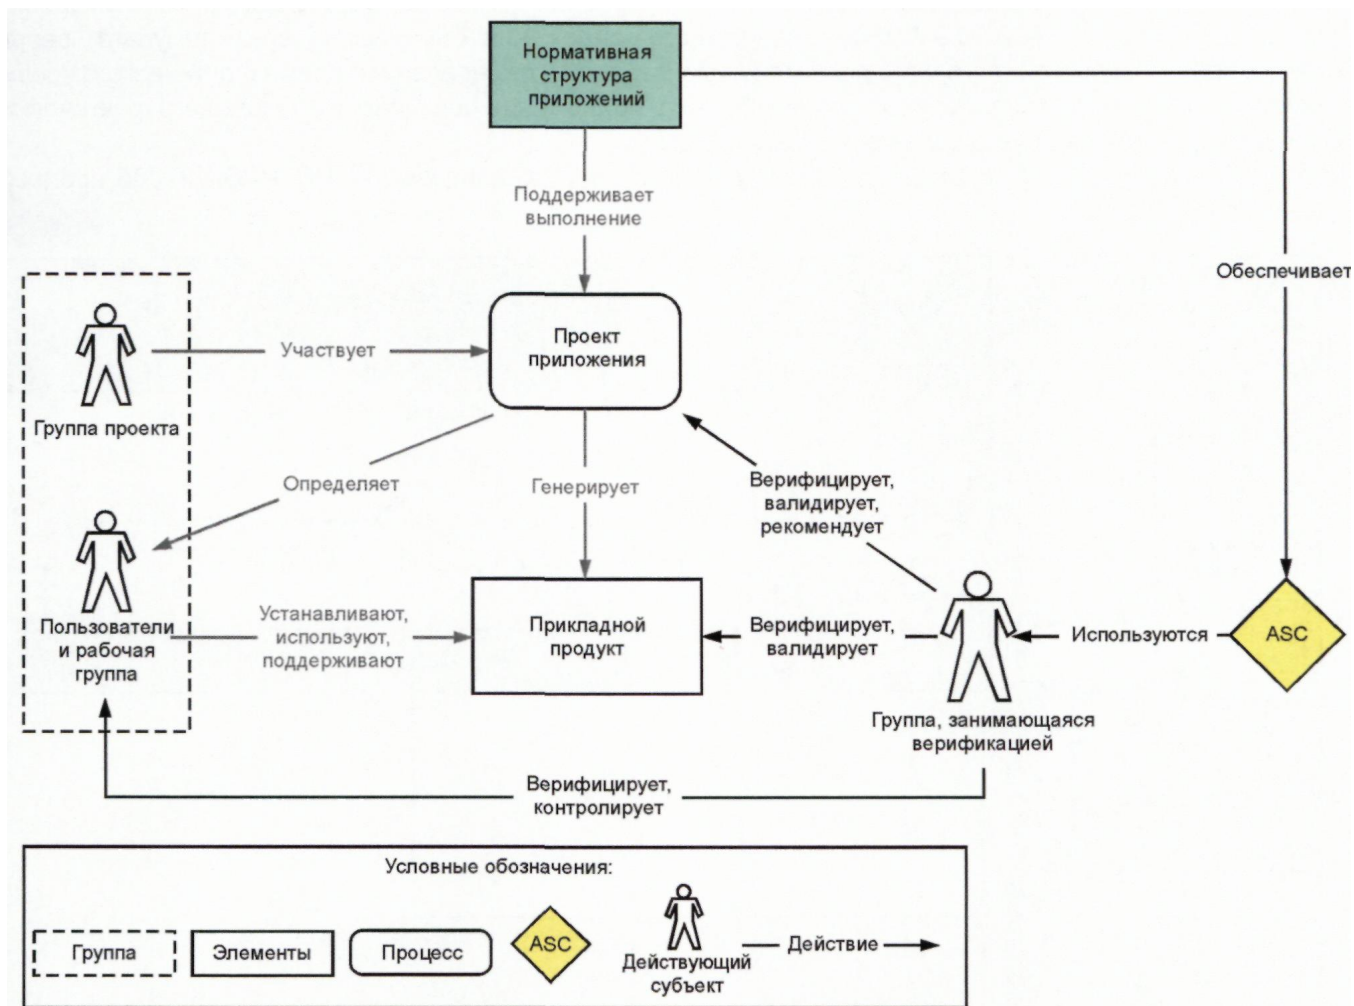 Нормативная
структура
приложений
Поддерживает
выполнение
Обеспечивает
Участвует
Проект
приложения
Группа проекта
Определяет
Генерирует
Верифицирует,
валидирует,
рекомендует
Пользователи
и рабочая
группа
Устанавливают,
используют,
поддерживают
Прикладной
продукт
Верифицирует,
валидирует
Используются
ASC
Группа, занимающаяся
верификацией
Верифицирует,
контролирует
Условные обозначения:
Группа
Элементы
Процесс
ASC
Действующий
субъект
Действие